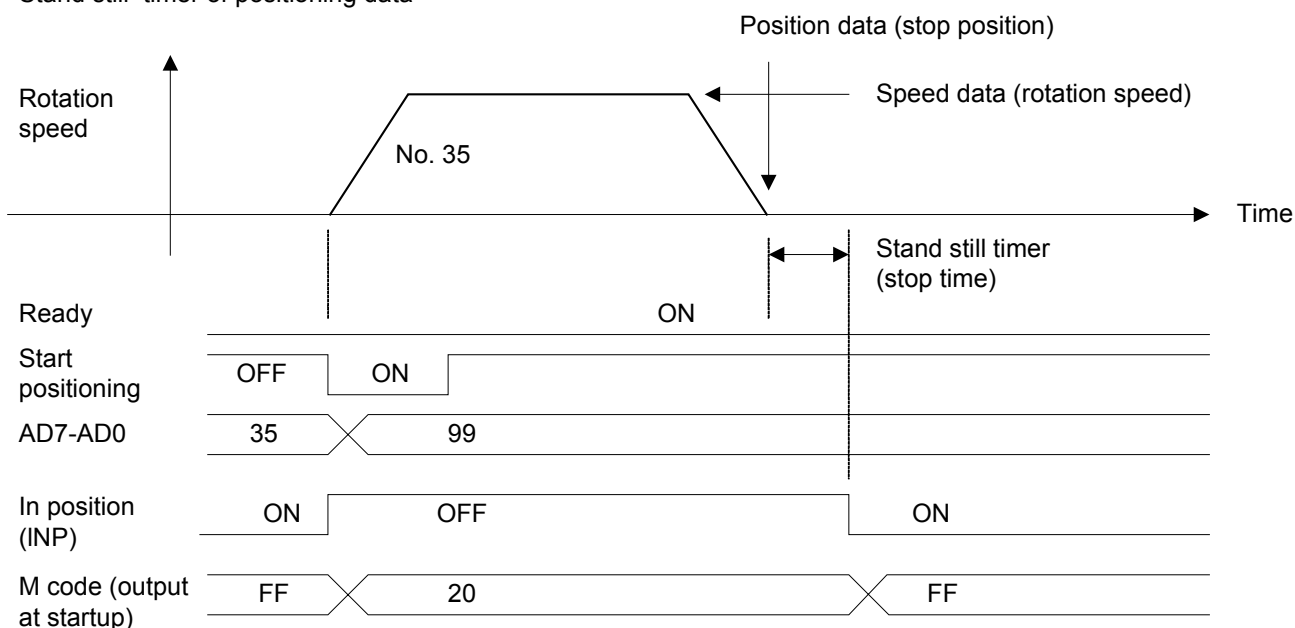 Stand still timer of positioning data
Position data (stop position)
Rotation
speed
Speed data (rotation speed)
No. 35
Time
Stand still timer
(stop time)
Ready
ON
Start
positioning
OFF
ON
AD7-AD0
35
99
In position
(INP)
ON
OFF
ON
M code (output
at startup)
FF
20
FF